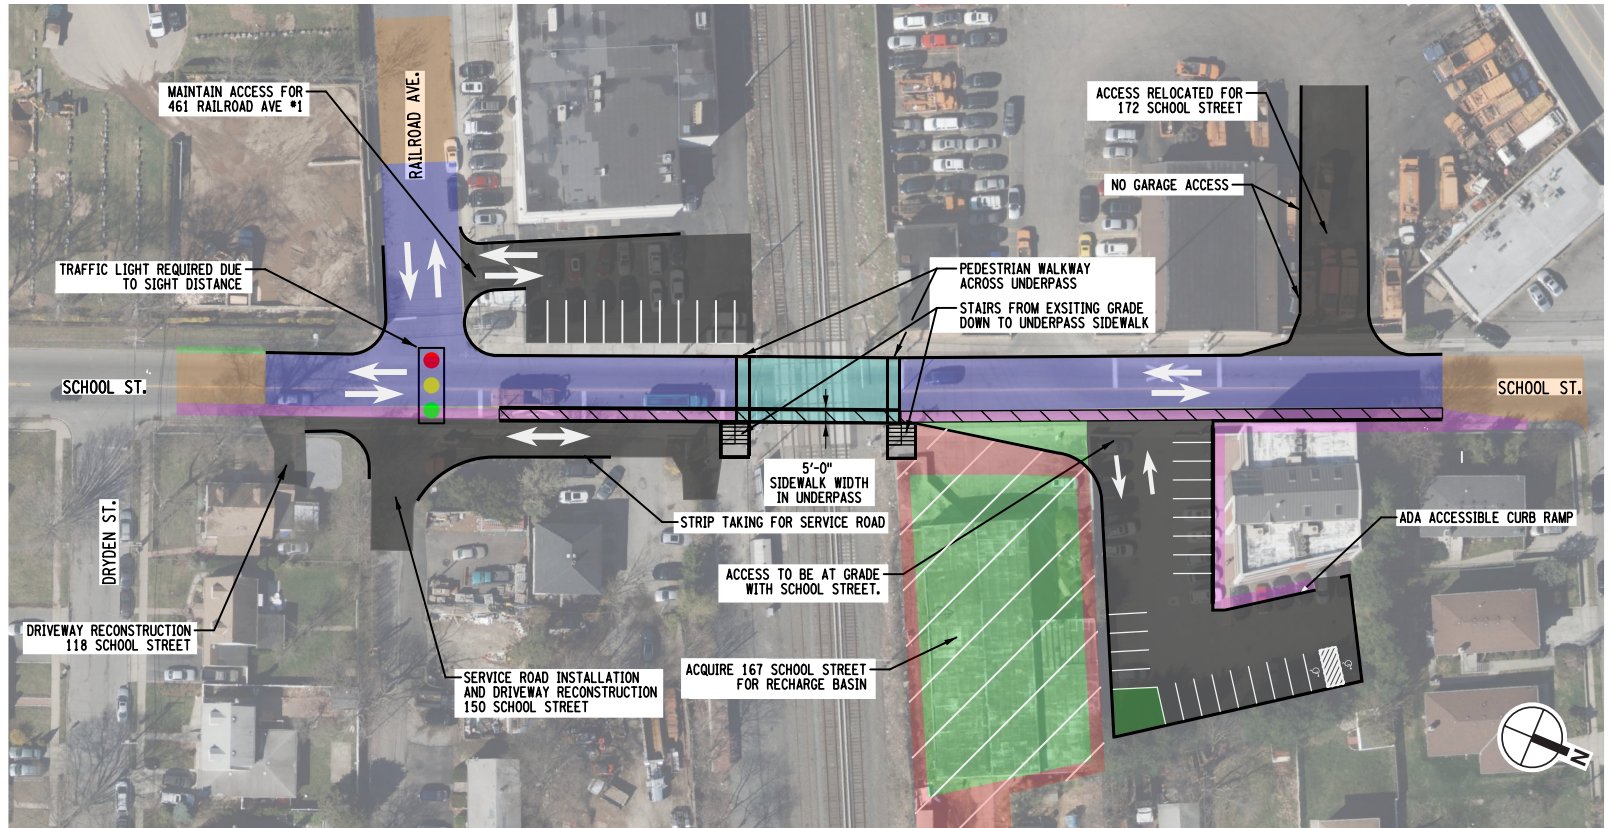 MAINTAIN ACCESS FOR
461 RAILROAD AVE #1
RAILROAD AVE.
ACCESS RELOCATED FOR
172 SCHOOL STREET
NO GARAGE ACCESS
TRAFFIC LIGHT REQUIRED DUE
TO SIGHT DISTANCE
PEDESTRIAN WALKWAY
ACROSS UNDERPASS
STAIRS FROM EXSITING GRADE
DOWN TO UNDERPASS SIDEWALK
SCHOOL ST.
SCHOOL ST.
5'-0"
SIDEWALK WIDTH
IN UNDERPASS
STRIP TAKING FOR SERVICE ROAD
ADA ACCESSIBLE CURB RAMP
DRYDEN ST.
ACCESS TO BE AT GRADE
WITH SCHOOL STREET.
DRIVEWAY RECONSTRUCTION
118 SCHOOL STREET
ACQUIRE 167 SCHOOL STREET
FOR RECHARGE BASIN
SERVICE ROAD INSTALLATION
AND DRIVEWAY RECONSTRUCTION
150 SCHOOL STREET
N